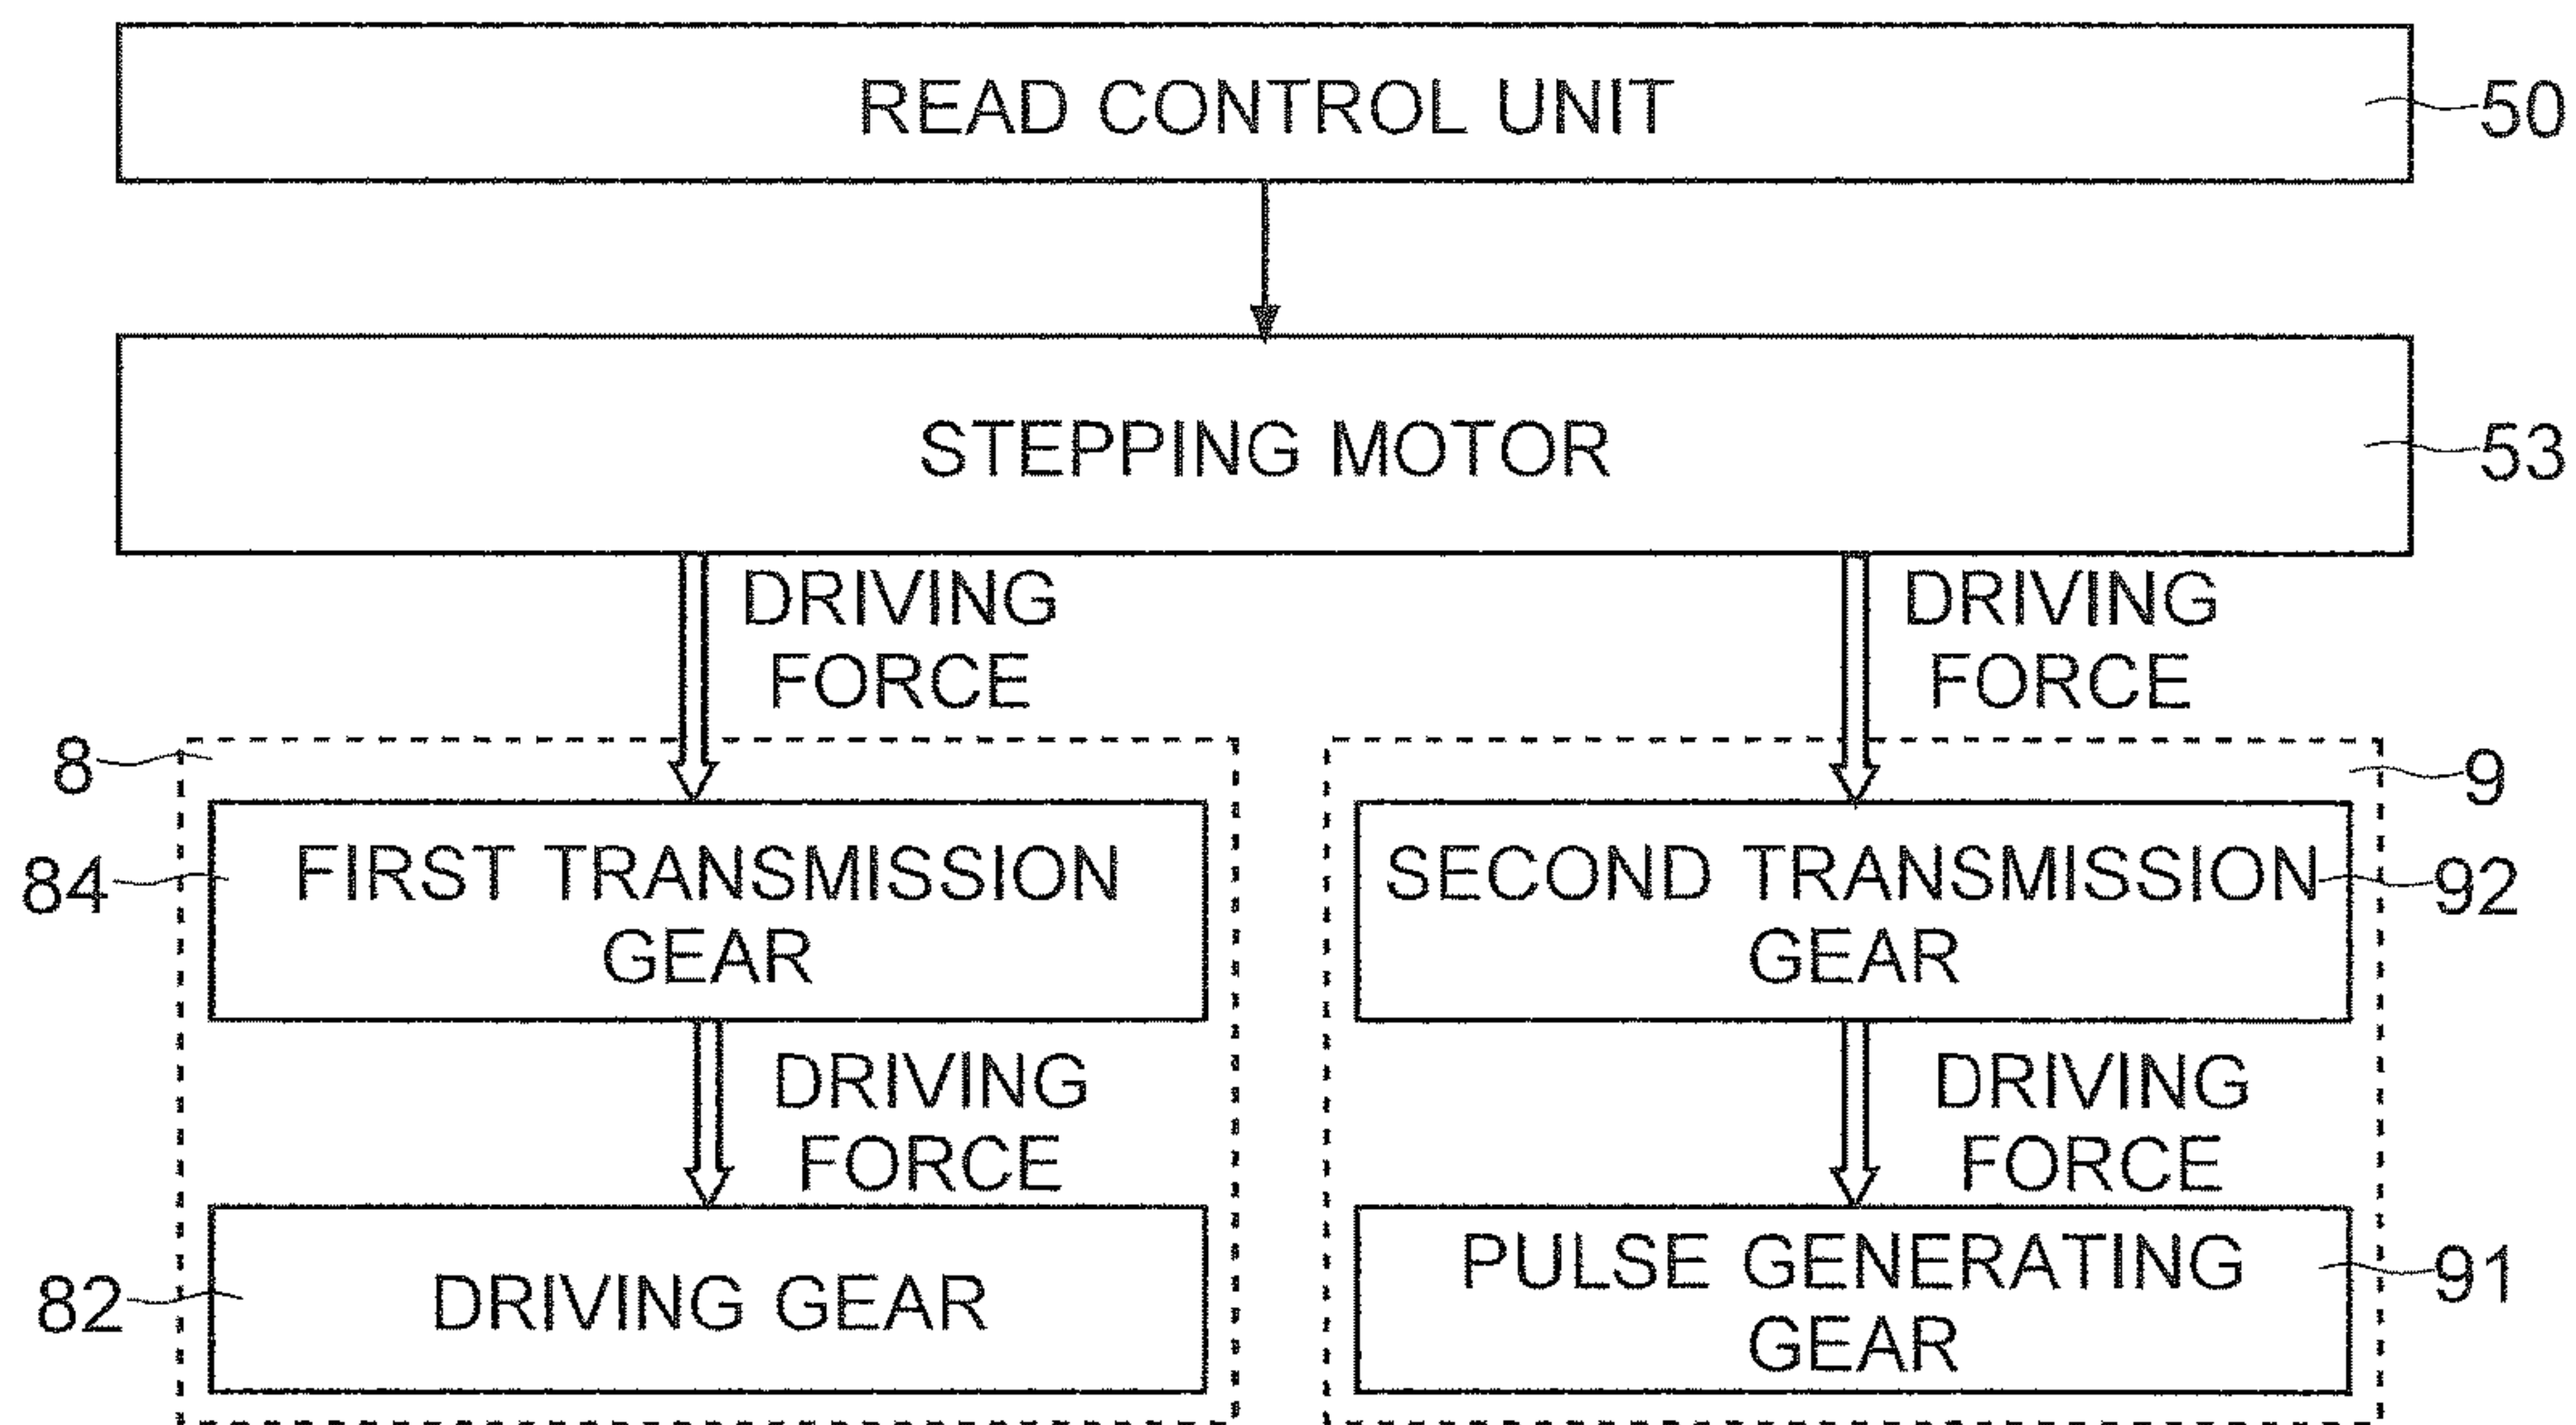 READ CONTROL UNIT
50
STEPPING MOTOR
53
DRIVING
FORCE
DRIVING
FORCE
8
9
84
FIRST TRANSMISSION
GEAR
SECOND TRANSMISSION
GEAR
92
DRIVING
FORCE
DRIVING
FORCE
82
DRIVING GEAR
PULSE GENERATING
GEAR
91